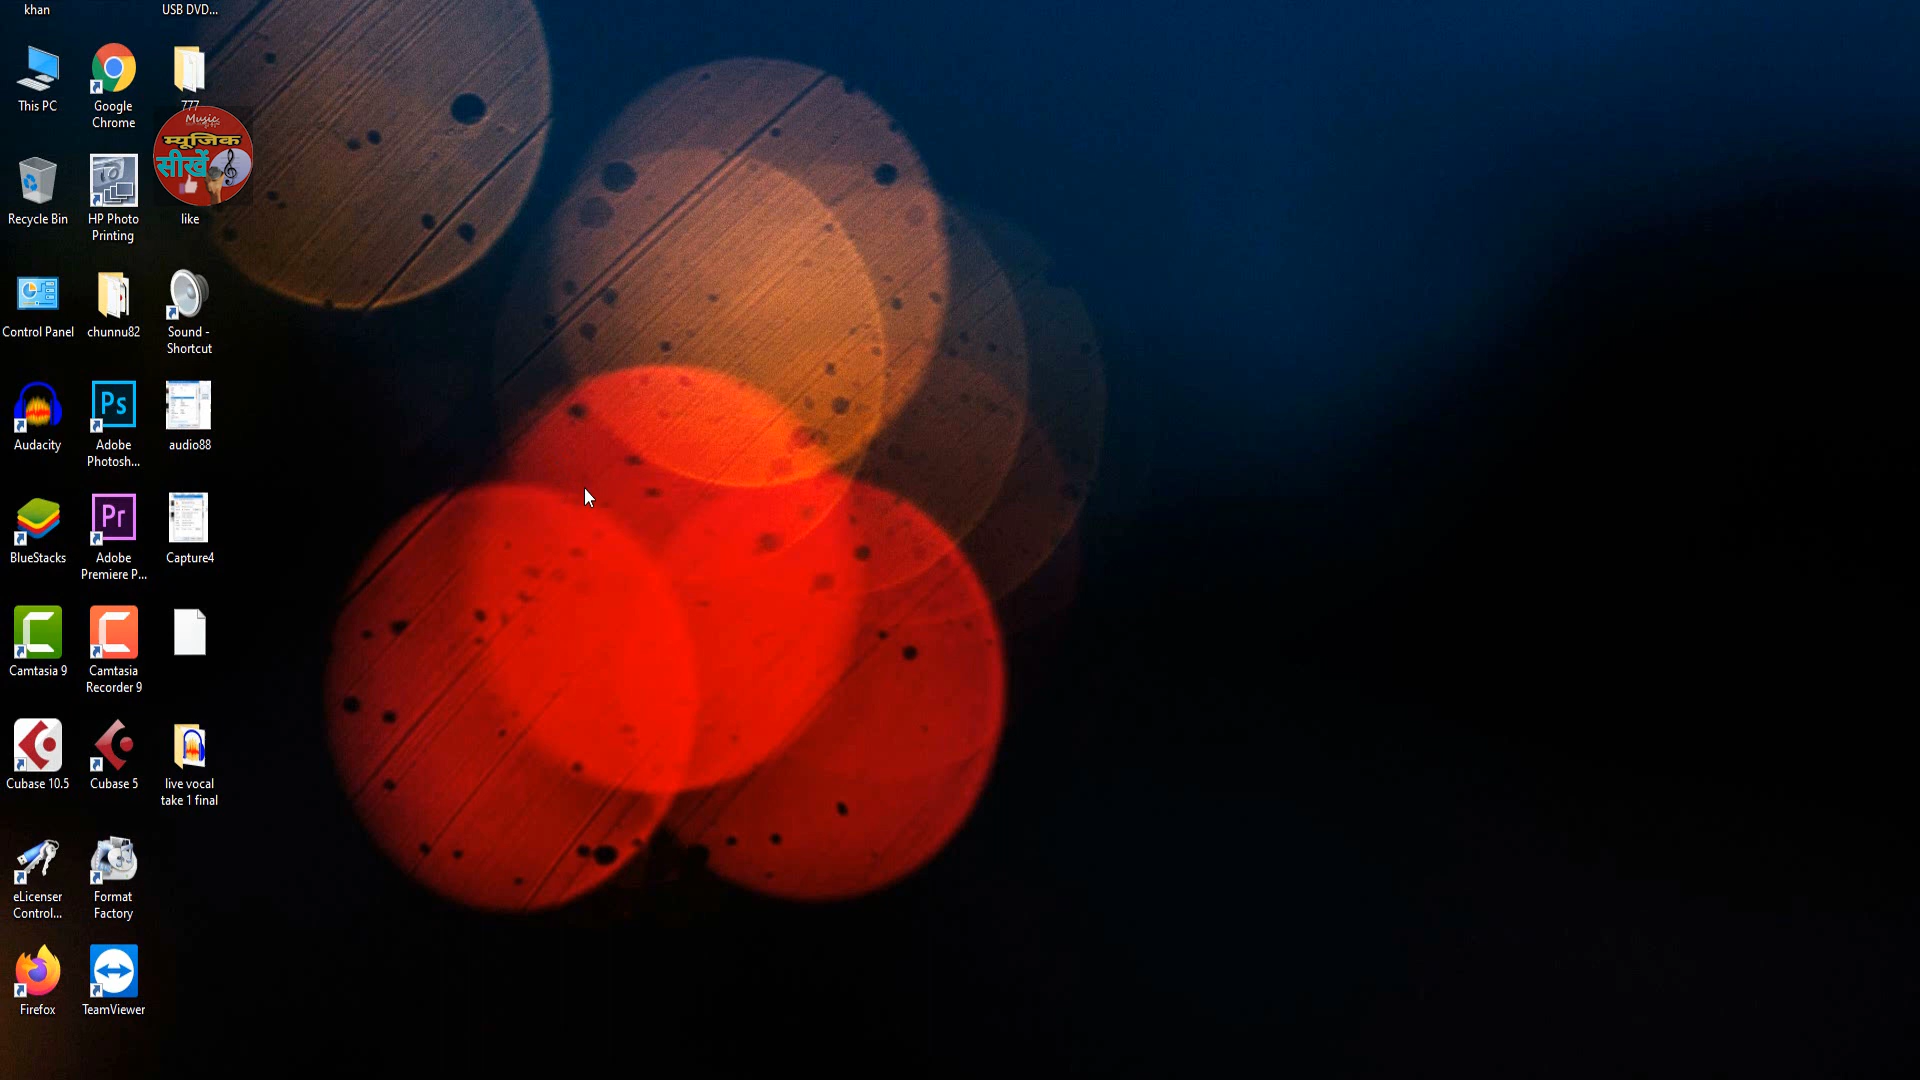 khan
USB DVD...
This PC
Google
Chrome
777
Music
म्यूजिक
सीखें
Recycle Bin
HP Photo
Printing
like
Control Panel
chunnu82
Sound -
Shortcut
Audacity
Ps
Adobe
Photosh...
audio88
BlueStacks
Pr
Adobe
Premiere P...
Capture4
Camtasia 9
Camtasia
Recorder 9
Cubase 10.5
Cubase 5
live vocal
take 1 final
eLicenser
Control...
Format
Factory
Firefox
TeamViewer